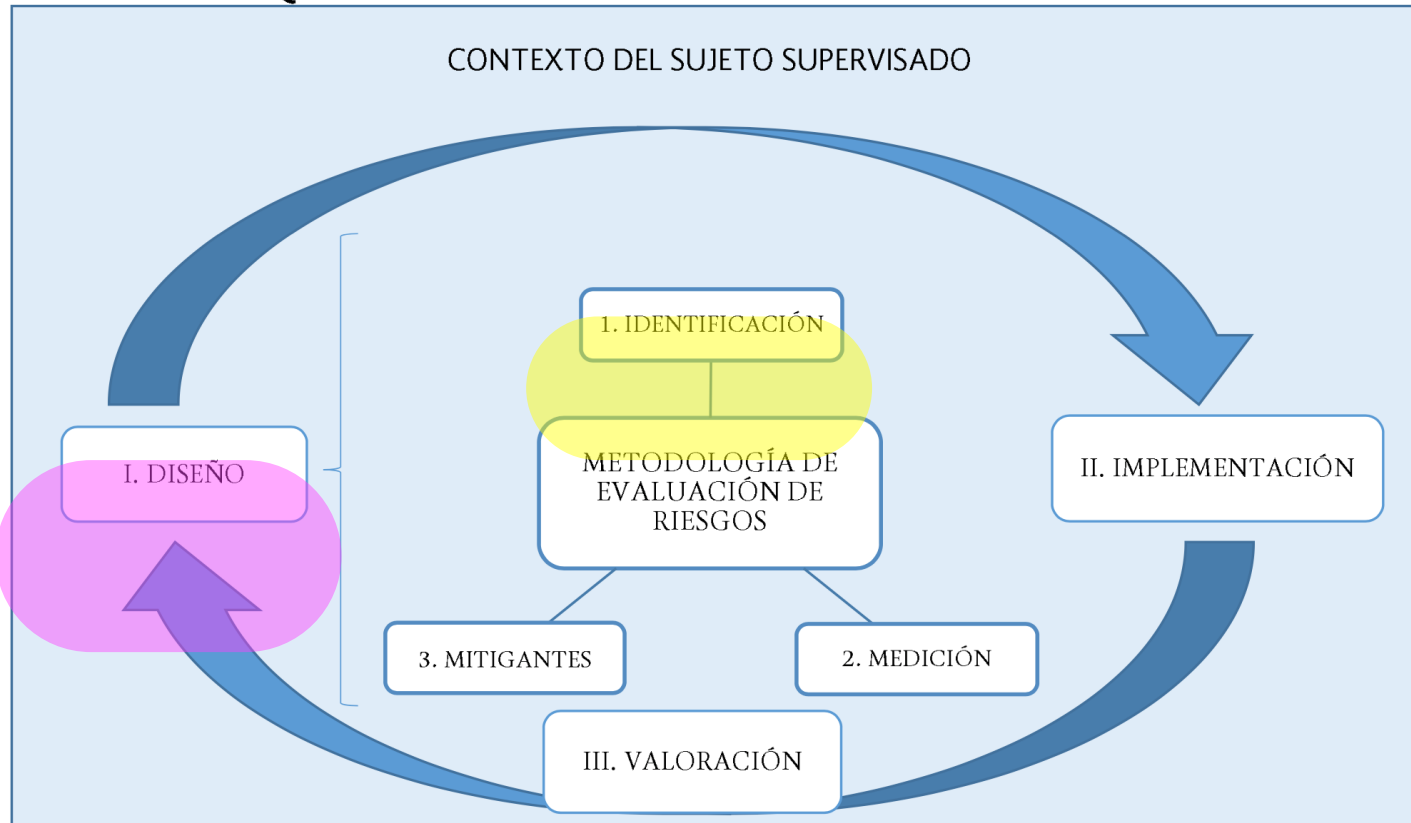 CONTEXTO DEL SUJETO SUPERVISADO
1. IDENTIFICACIÓN
I. DISEÑO
METODOLOGÍA DE
EVALUACIÓN DE
RIESGOS
II. IMPLEMENTACIÓN
3. MITIGANTES
2. MEDICIÓN
III. VALORACIÓN